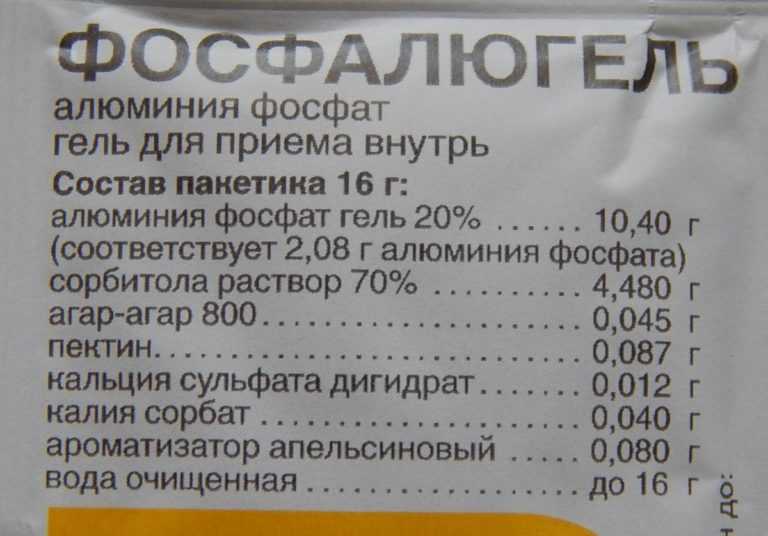 ФОСФАЛЮГЕЛЬ
алюминия фосфат
гель для приема внутрь
Состав пакетика 16 г:
алюминия фосфат гель 20% ...... 10,40 г
(соответствует 2,08 г алюминия фосфата)
сорбитола раствор 70% .......... 4,480 г
агар-агар 800...................... 0,045 г
пектин............................. 0,087 г
кальция сульфата дигидрат....... 0,012 г
калия сорбат ...................... 0,040 г
ароматизатор апельсиновый ..... 0,080 г
вода очищенная .................. до 16 г
до: